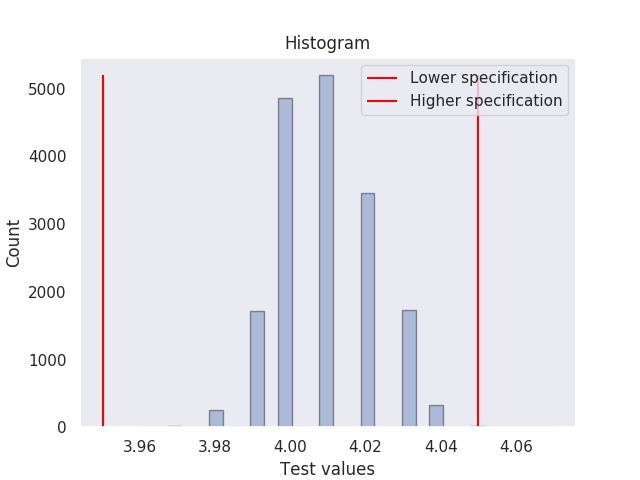 Histogram
Lower specification
Higher specification
5000
4000
3000
2000
1000
0
Count
3.96 3.98 4.00 4.02 4.04 4.06
Test values